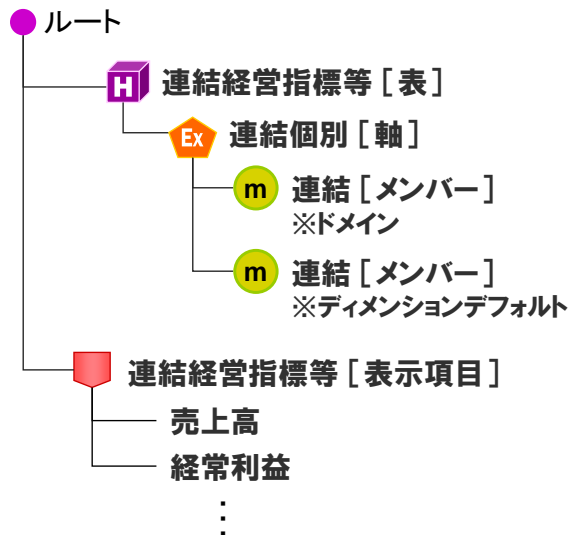 ルート
H 連結経営指標等［表］
Ex 連結個別［軸］
m 連結［メンバー］
※ドメイン
m 連結［メンバー］
※ディメンションデフォルト
連結経営指標等［表示項目］
売上高
経常利益
⋮